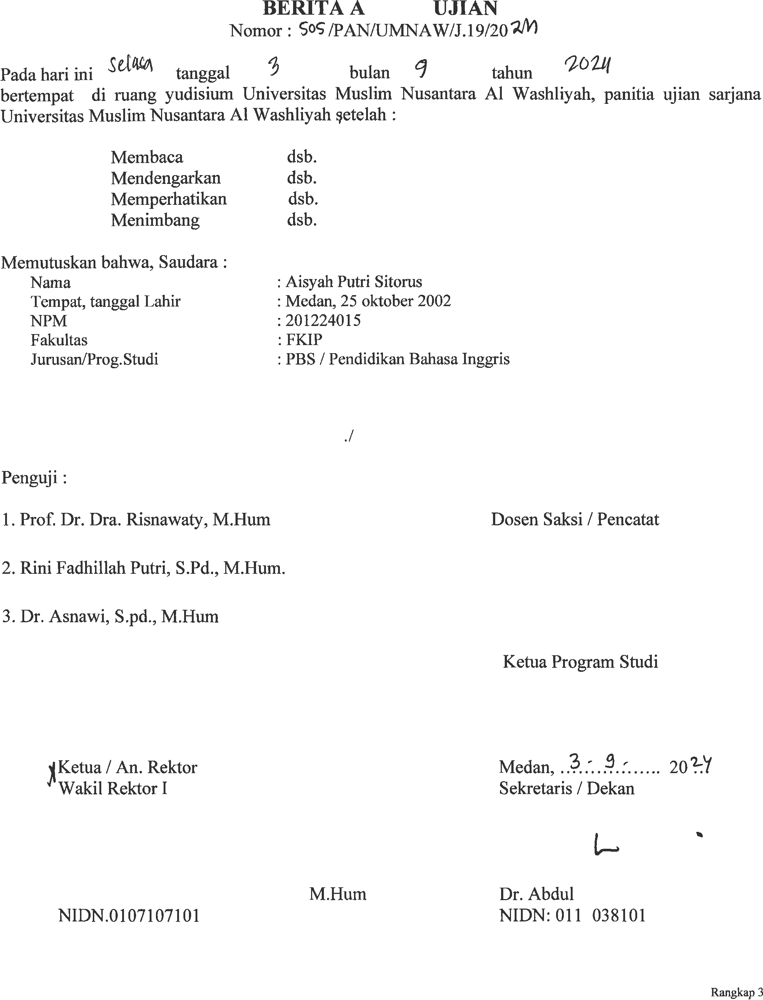 BERITA A UJIAN
Nomor : 505 /PAN/UMNAW/J.19/2024
Pada hari ini Selasa tanggal 3 bulan 9 tahun 2024
bertempat di ruang yudisium Universitas Muslim Nusantara Al Washliyah, panitia ujian sarjana
Universitas Muslim Nusantara Al Washliyah setelah :
Membaca dsb.
Mendengarkan dsb.
Memperhatikan dsb.
Menimbang dsb.
Memutuskan bahwa, Saudara :
Nama : Aisyah Putri Sitorus
Tempat, tanggal Lahir : Medan, 25 oktober 2002
NPM : 201224015
Fakultas : FKIP
Jurusan/Prog.Studi : PBS / Pendidikan Bahasa Inggris
./
Penguji :
1. Prof. Dr. Dra. Risnawaty, M.Hum Dosen Saksi / Pencatat
2. Rini Fadhillah Putri, S.Pd., M.Hum.
3. Dr. Asnawi, S.pd., M.Hum
Ketua Program Studi
Ketua / An. Rektor Medan, 3 - 9 - 2024
Wakil Rektor I Sekretaris / Dekan
M.Hum Dr. Abdul
NIDN.0107107101 NIDN: 011 038101
Rangkap 3